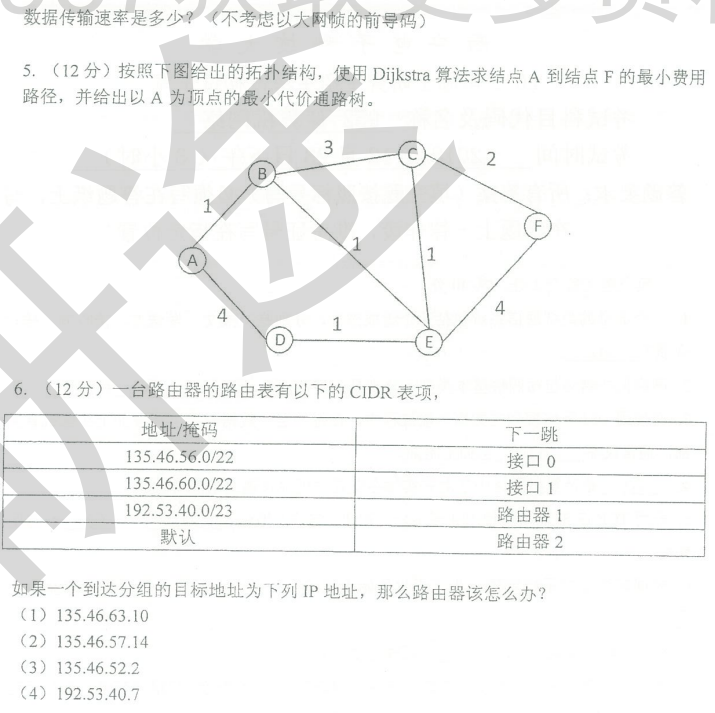 数据传输速率是多少？（不考虑以太网帧的前导码）
5. （12 分）按照下图给出的拓扑结构，使用 Dijkstra 算法求结点 A 到结点 F 的最小费用
路径，并给出以 A 为顶点的最小代价通路树。
3
C
2
B
1
F
A
1
1
4
1
4
D
E
6. （12 分）一台路由器的路由表有以下的 CIDR 表项，
地址/掩码 下一跳
135.46.56.0/22 接口 0
135.46.60.0/22 接口 1
192.53.40.0/23 路由器 1
默认 路由器 2
如果一个到达分组的目标地址为下列 IP 地址，那么路由器该怎么办？
（1）135.46.63.10
（2）135.46.57.14
（3）135.46.52.2
（4）192.53.40.7